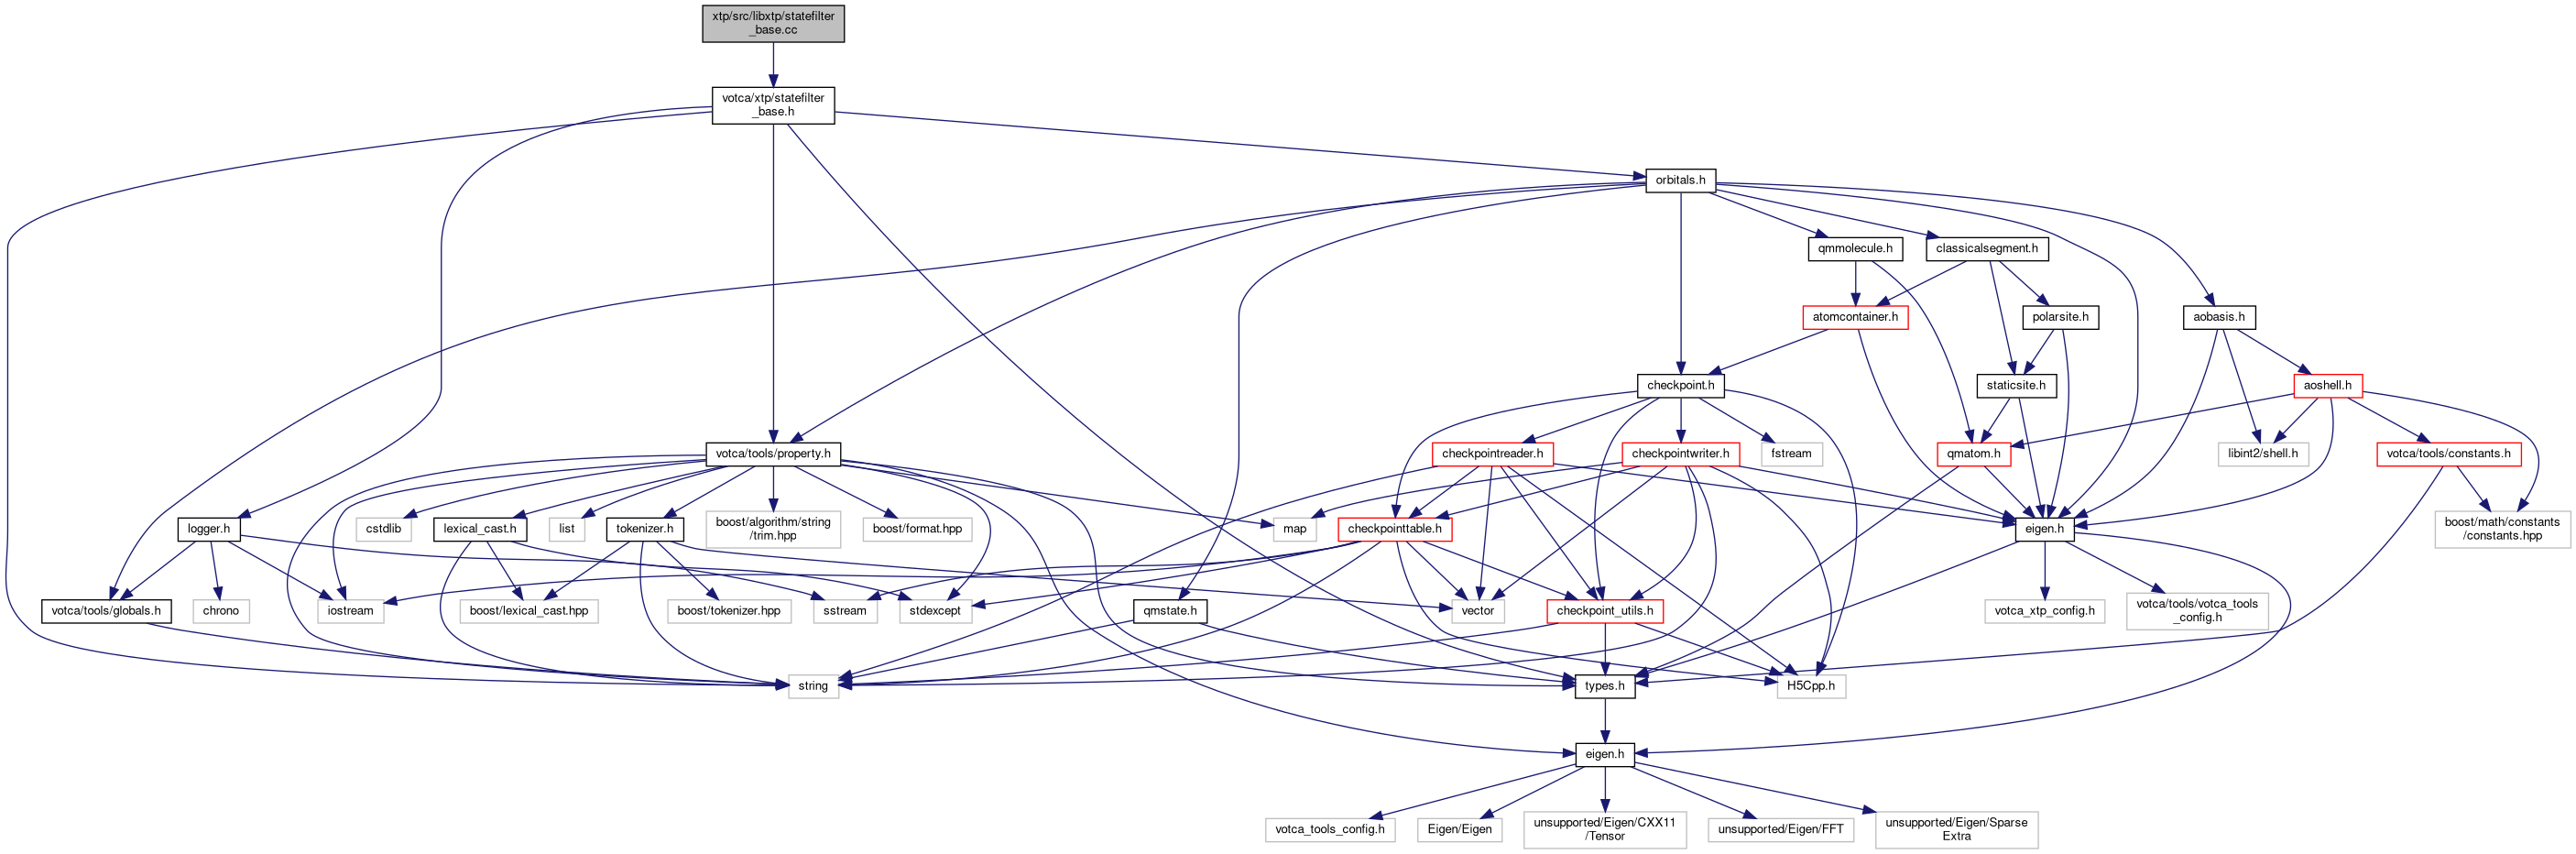 xtp/src/libxtp/statefilter
_base.cc
votca/xtp/statefilter
_base.h
orbitals.h
qmmolecule.h
classicalsegment.h
atomcontainer.h
polarsite.h
aobasis.h
checkpoint.h
staticsite.h
aoshell.h
votca/tools/property.h
checkpointreader.h
checkpointwriter.h
fstream
qmatom.h
libint2/shell.h
votca/tools/constants.h
logger.h
cstdlib
lexical_cast.h
list
tokenizer.h
boost/algorithm/string
/trim.hpp
boost/format.hpp
map
checkpointtable.h
eigen.h
boost/math/constants
/constants.hpp
votca/tools/globals.h
chrono
iostream
boost/lexical_cast.hpp
boost/tokenizer.hpp
sstream
stdexcept
qmstate.h
vector
checkpoint_utils.h
votca_xtp_config.h
votca/tools/votca_tools
_config.h
string
types.h
H5Cpp.h
eigen.h
votca_tools_config.h
Eigen/Eigen
unsupported/Eigen/CXX11
/Tensor
unsupported/Eigen/FFT
unsupported/Eigen/Sparse
Extra